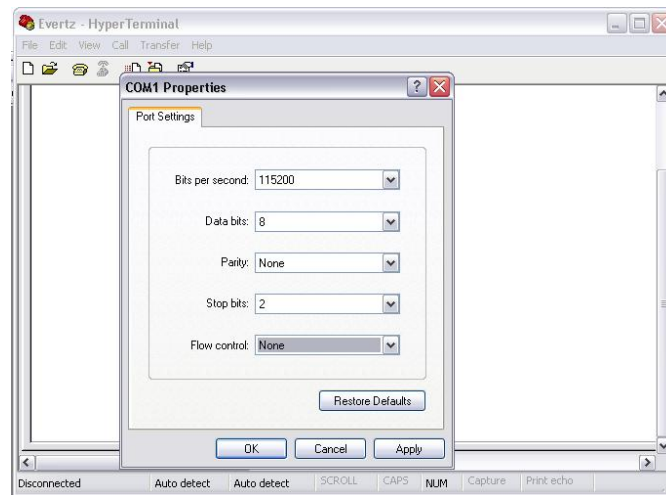 Evertz - HyperTerminal
File Edit View Call Transfer Help
COM1 Properties
?
Port Settings
Bits per second: 115200
Data bits: 8
Parity: None
Stop bits: 2
Flow control: None
Restore Defaults
OK Cancel Apply
Disconnected Auto detect Auto detect SCROLL CAPS NUM Capture Print echo